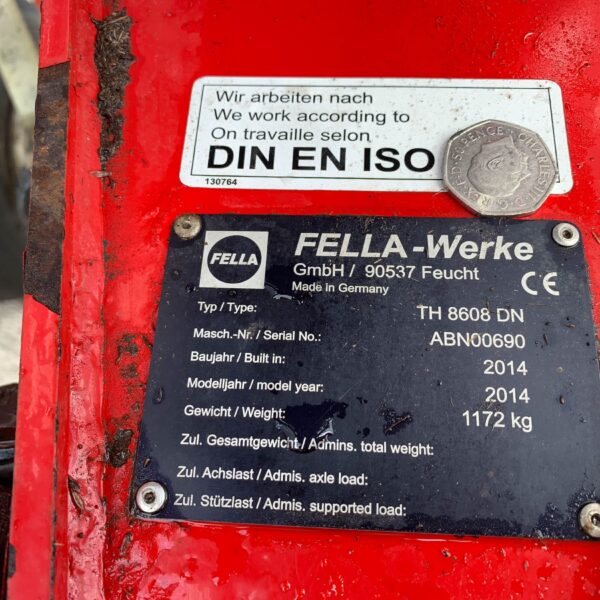 Wir arbeiten nach
We work according to
On travaille selon
DIN EN ISO
130764
FELLA
FELLA-Werke
GmbH / 90537 Feucht
Made in Germany
CE
Typ / Type: TH 8608 DN
Masch.-Nr. / Serial No.: ABN00690
Baujahr / Built in: 2014
Modelljahr / model year: 2014
Gewicht / Weight: 1172 kg
Zul. Gesamtgewicht / Admins. total weight:
Zul. Achslast / Admis. axle load:
Zul. Stützlast / Admis. supported load:
PENCE CHARLES